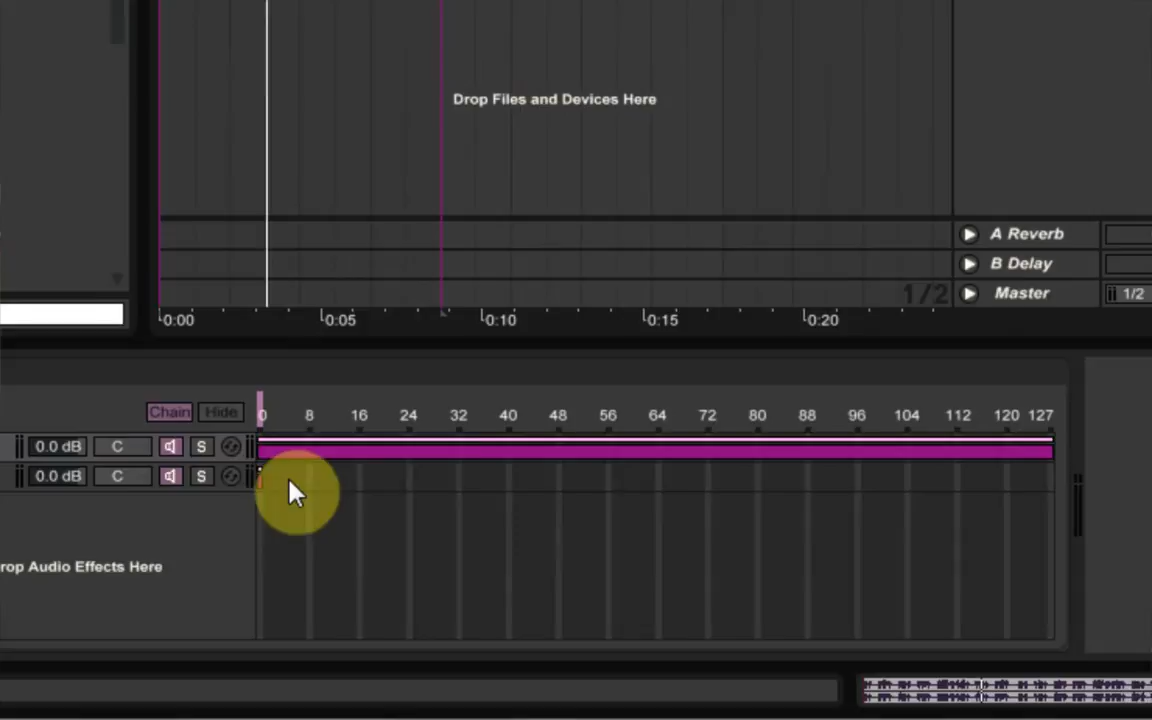 Drop Files and Devices Here
A Reverb
B Delay
1/2 Master 1/2
0:00 0:05 0:10 0:15 0:20
Chain Hide 0 8 16 24 32 40 48 56 64 72 80 88 96 104 112 120 127
0.0 dB C S
0.0 dB C S
rop Audio Effects Here